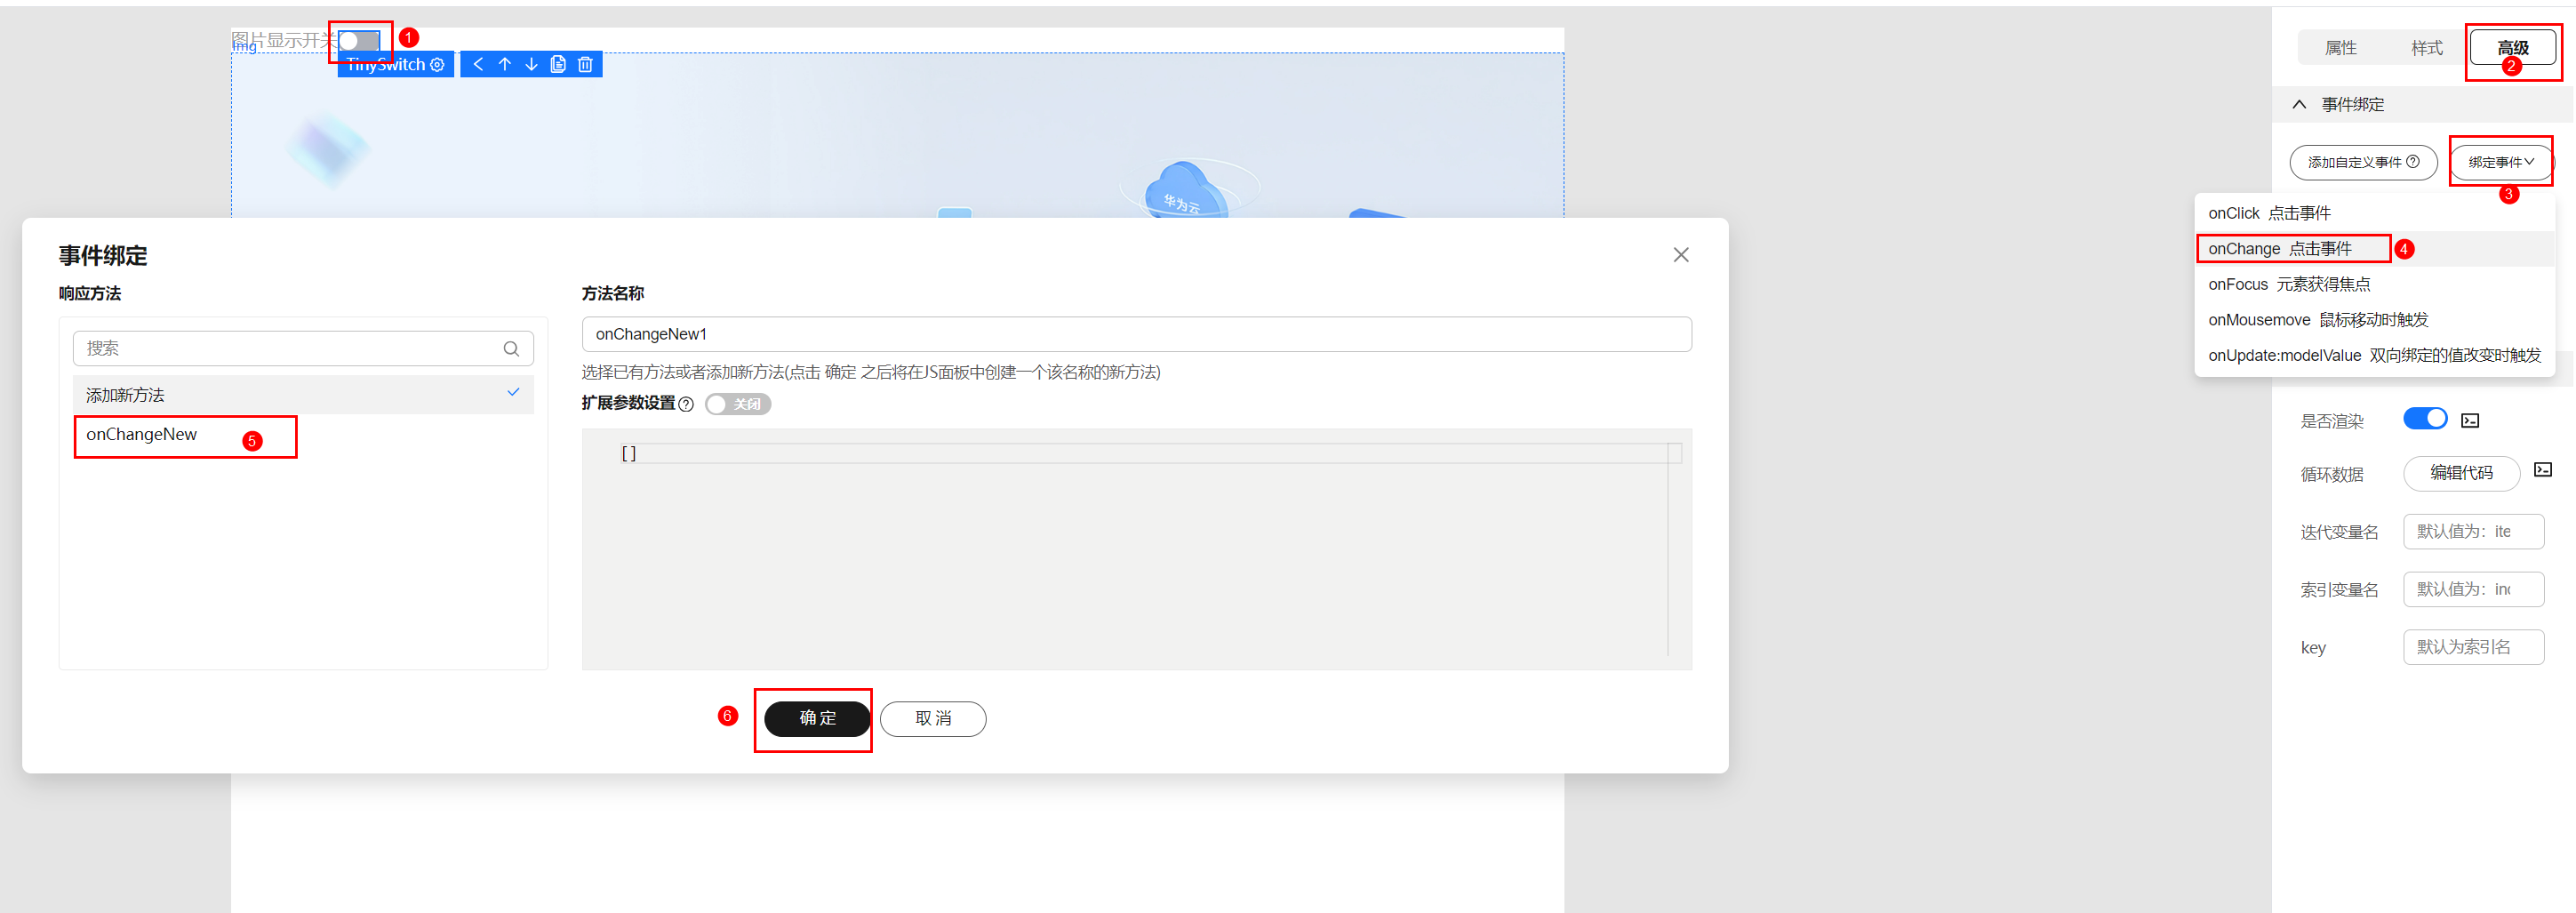 图片显示开关
Img
1
TinySwitch
华为云
属性 样式 高级
2
事件绑定
添加自定义事件 绑定事件
3
onClick 点击事件
onChange 点击事件
4
onFocus 元素获得焦点
onMousemove 鼠标移动时触发
onUpdate:modelValue 双向绑定的值改变时触发
事件绑定
响应方法
搜索
添加新方法
onChangeNew
5
方法名称
onChangeNew1
选择已有方法或者添加新方法(点击 确定 之后将在JS面板中创建一个该名称的新方法)
扩展参数设置 关闭
[]
6
确定 取消
是否渲染
循环数据 编辑代码
迭代变量名 默认值为：ite
索引变量名 默认值为：in
key 默认为索引名